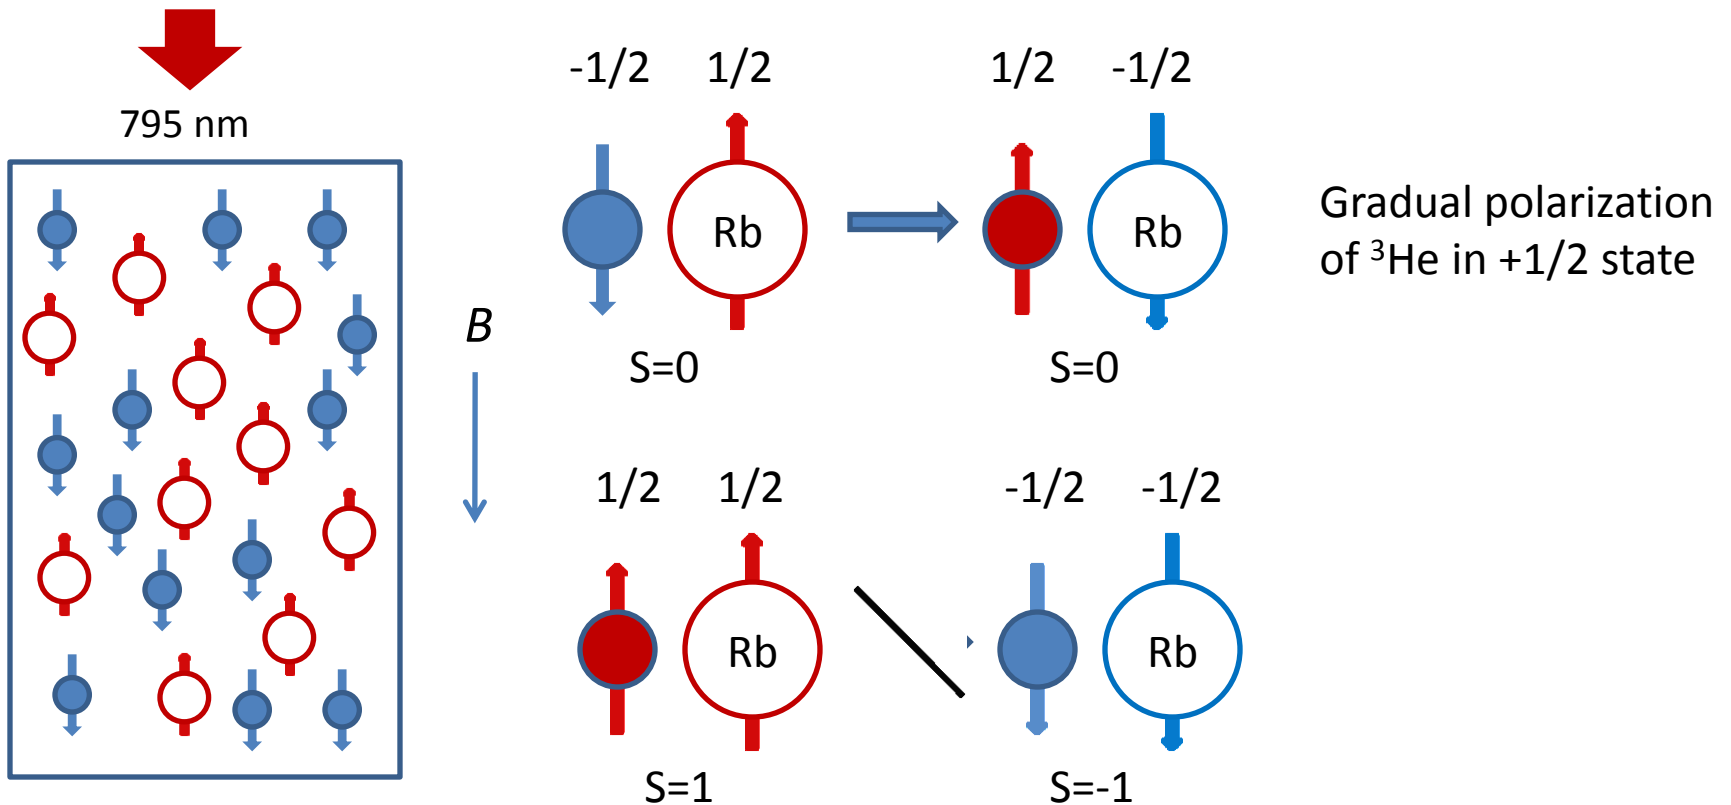 795 nm
B
-1/2 1/2
Rb
S=0
1/2 -1/2
Rb
S=0
Gradual polarization
of ³He in +1/2 state
1/2 1/2
Rb
S=1
-1/2 -1/2
Rb
S=-1